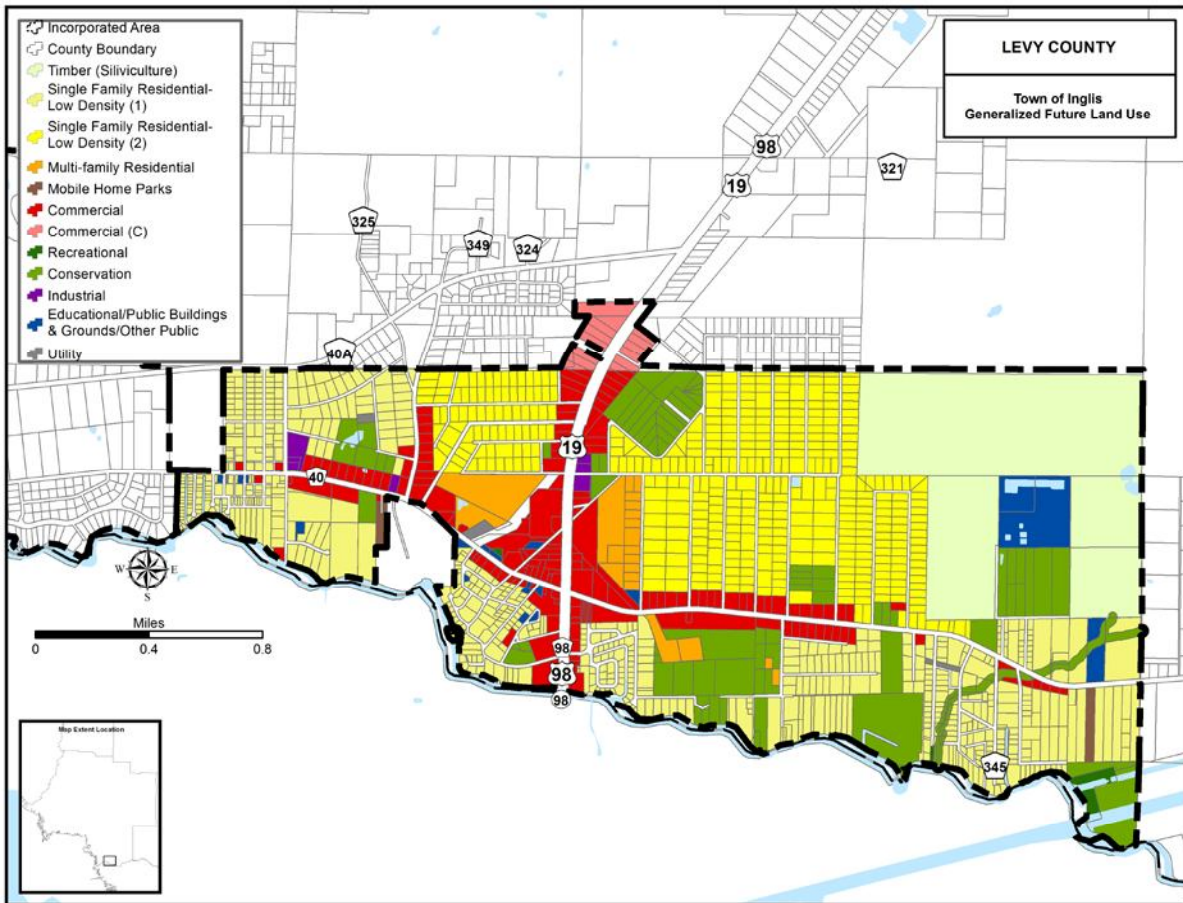 Incorporated Area
County Boundary
Timber (Siliviculture)
Single Family Residential-
Low Density (1)
Single Family Residential-
Low Density (2)
Multi-family Residential
Mobile Home Parks
Commercial
Commercial (C)
Recreational
Conservation
Industrial
Educational/Public Buildings
& Grounds/Other Public
Utility
LEVY COUNTY
Town of Inglis
Generalized Future Land Use
98
19
321
325
349
324
40A
19
40
98
98
98
345
W
E
S
Miles
0
0.4
0.8
Map Extent Location